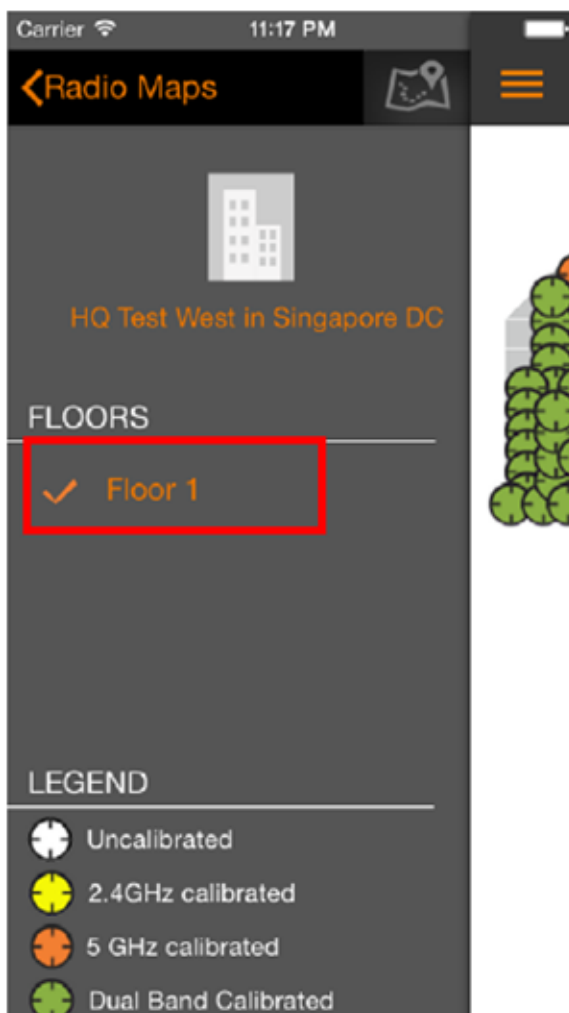 Carrier 11:17 PM
Radio Maps
HQ Test West in Singapore DC
FLOORS
Floor 1
LEGEND
Uncalibrated
2.4GHz calibrated
5 GHz calibrated
Dual Band Calibrated